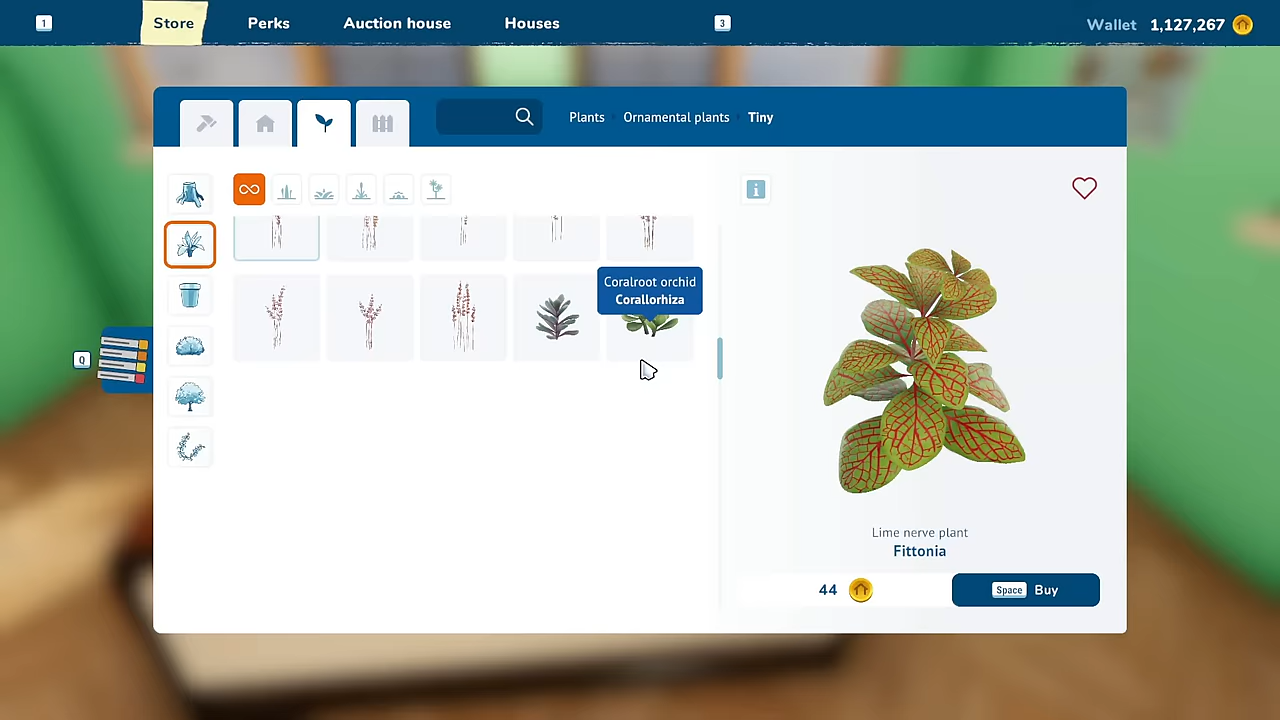 1
Store
Perks
Auction house
Houses
3
Wallet 1,127,267
Plants Ornamental plants Tiny
Coralroot orchid
Corallorhiza
Q
Lime nerve plant
Fittonia
44
Space Buy